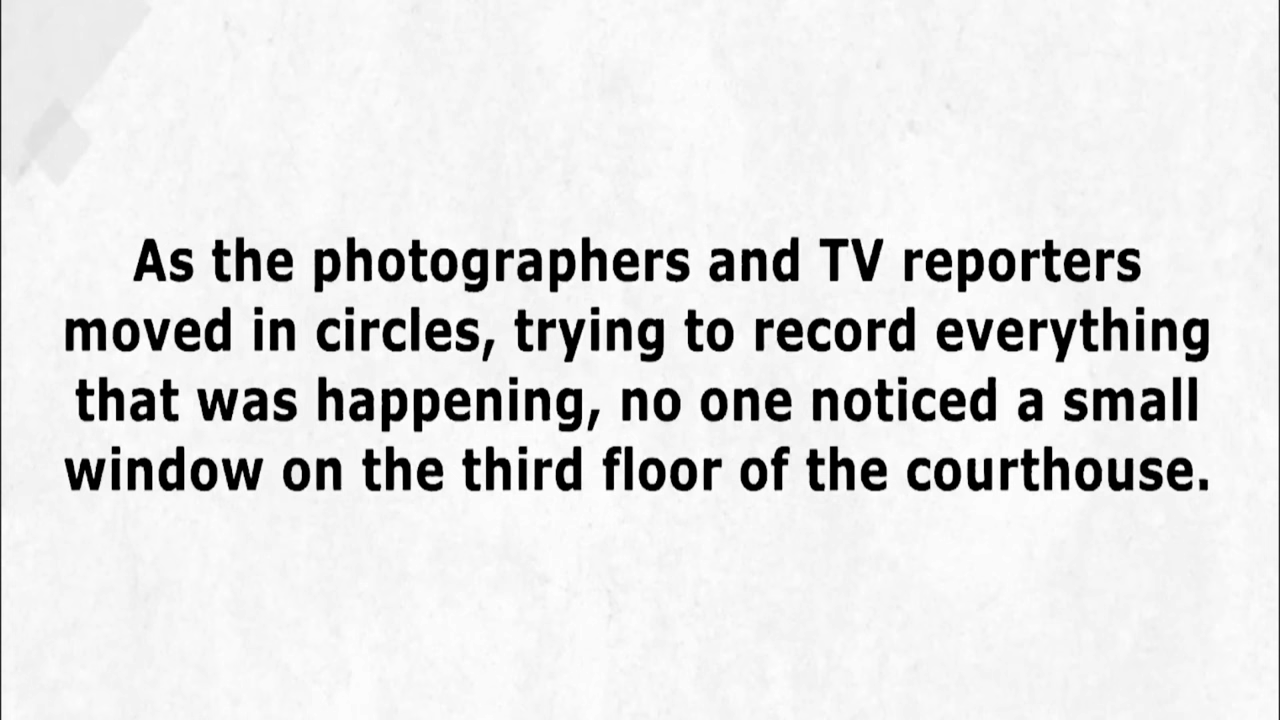 As the photographers and TV reporters
moved in circles, trying to record everything
that was happening, no one noticed a small
window on the third floor of the courthouse.